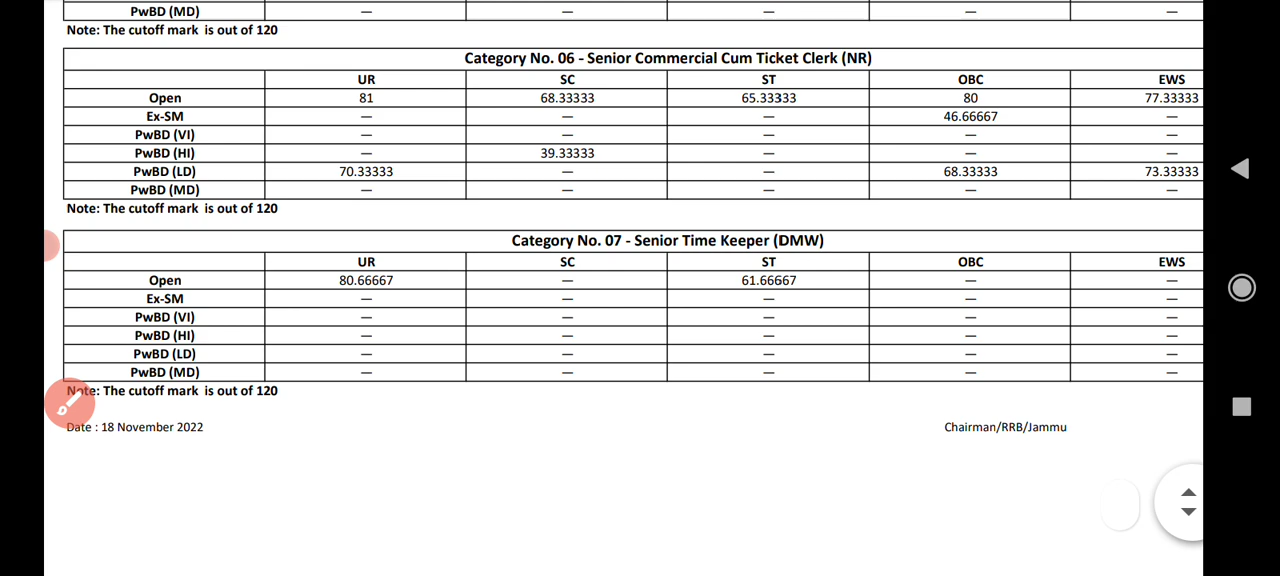 PwBD (MD) — — — — —
Note: The cutoff mark is out of 120
Category No. 06 - Senior Commercial Cum Ticket Clerk (NR)
UR SC ST OBC EWS
Open 81 68.33333 65.33333 80 77.33333
Ex-SM — — — 46.66667 —
PwBD (VI) — — — — —
PwBD (HI) — 39.33333 — — —
PwBD (LD) 70.33333 — — 68.33333 73.33333
PwBD (MD) — — — — —
Note: The cutoff mark is out of 120
Category No. 07 - Senior Time Keeper (DMW)
UR SC ST OBC EWS
Open 80.66667 — 61.66667 — —
Ex-SM — — — — —
PwBD (VI) — — — — —
PwBD (HI) — — — — —
PwBD (LD) — — — — —
PwBD (MD) — — — — —
Note: The cutoff mark is out of 120
Date : 18 November 2022 Chairman/RRB/Jammu